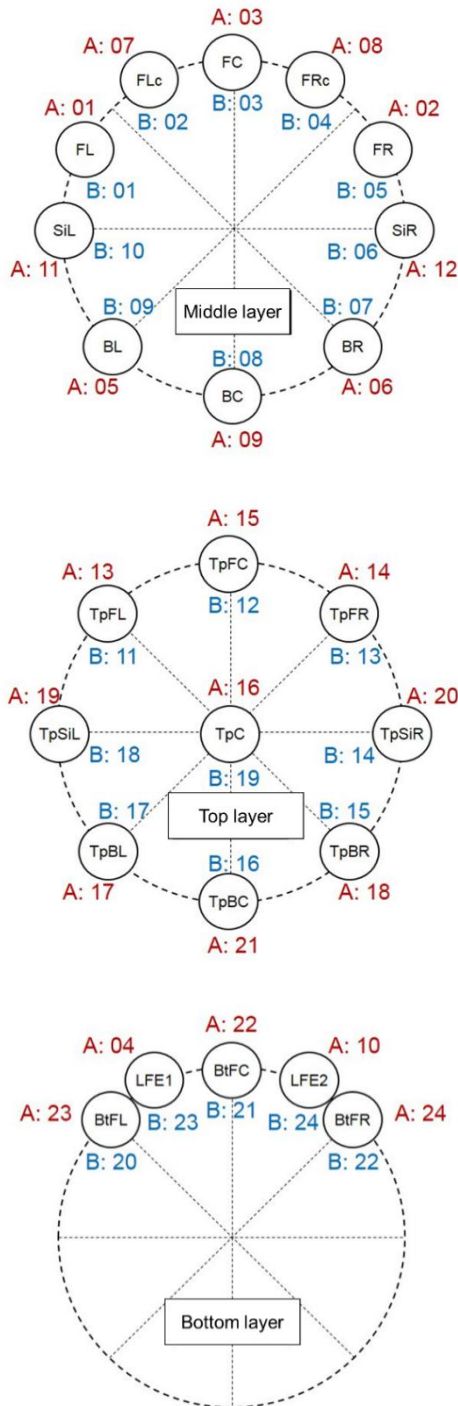 A: 03
A: 07
A: 08
FC
FLc
FRc
B: 03
A: 01
A: 02
B: 02
B: 04
FL
FR
B: 01
B: 05
SiL
B: 10
B: 06
SiR
A: 11
A: 12
B: 09
B: 07
Middle layer
BL
BR
B: 08
A: 05
A: 06
BC
A: 09
A: 15
TpFC
A: 13
A: 14
B: 12
TpFL
TpFR
B: 11
B: 13
A: 16
A: 19
A: 20
TpSiL
TpC
TpSiR
B: 18
B: 14
B: 19
B: 17
B: 15
Top layer
TpBL
TpBR
B: 16
A: 17
A: 18
TpBC
A: 21
A: 22
A: 04
A: 10
BtFC
LFE1
LFE2
B: 21
A: 23
A: 24
BtFL
B: 23
B: 24
BtFR
B: 20
B: 22
Bottom layer